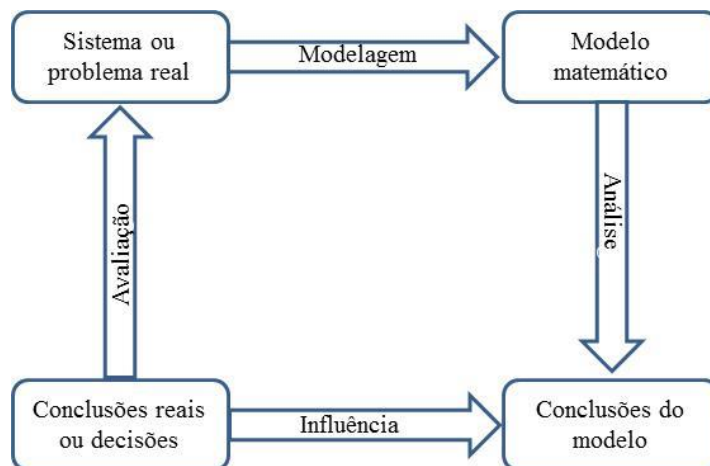 Sistema ou
problema real
Modelagem
Modelo
matemático
Avaliação
Análise
Conclusões reais
ou decisões
Influência
Conclusões do
modelo